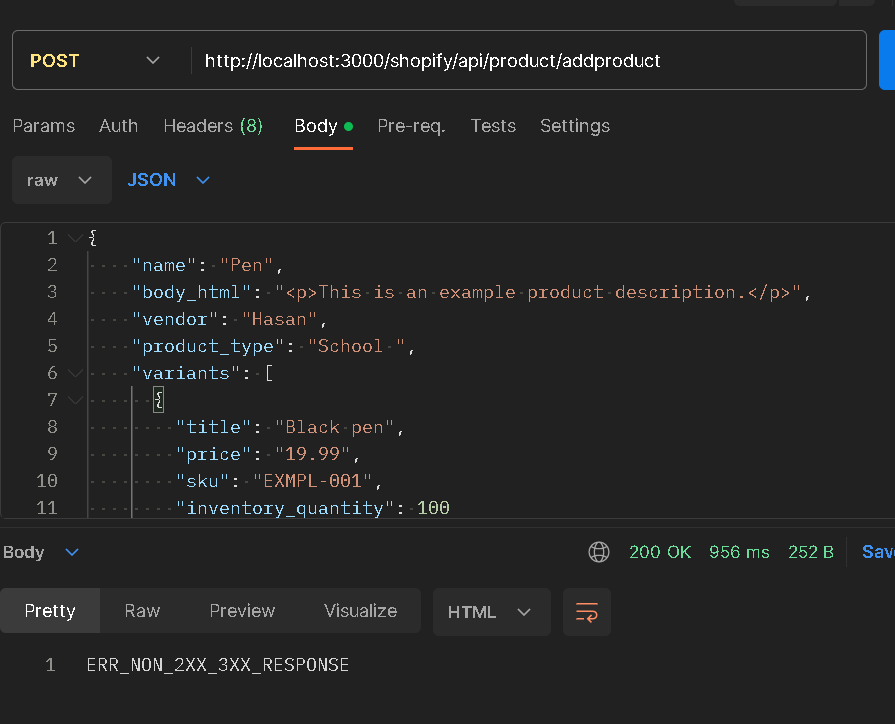 POST http://localhost:3000/shopify/api/product/addproduct
Params Auth Headers (8) Body Pre-req. Tests Settings
raw JSON
1 {
2 "name": "Pen",
3 "body_html": "<p>This is an example product description.</p>",
4 "vendor": "Hasan",
5 "product_type": "School ",
6 "variants": [
7 {
8 "title": "Black pen",
9 "price": "19.99",
10 "sku": "EXMPL-001",
11 "inventory_quantity": 100
Body 200 OK 956 ms 252 B
Pretty Raw Preview Visualize HTML
1 ERR_NON_2XX_3XX_RESPONSE